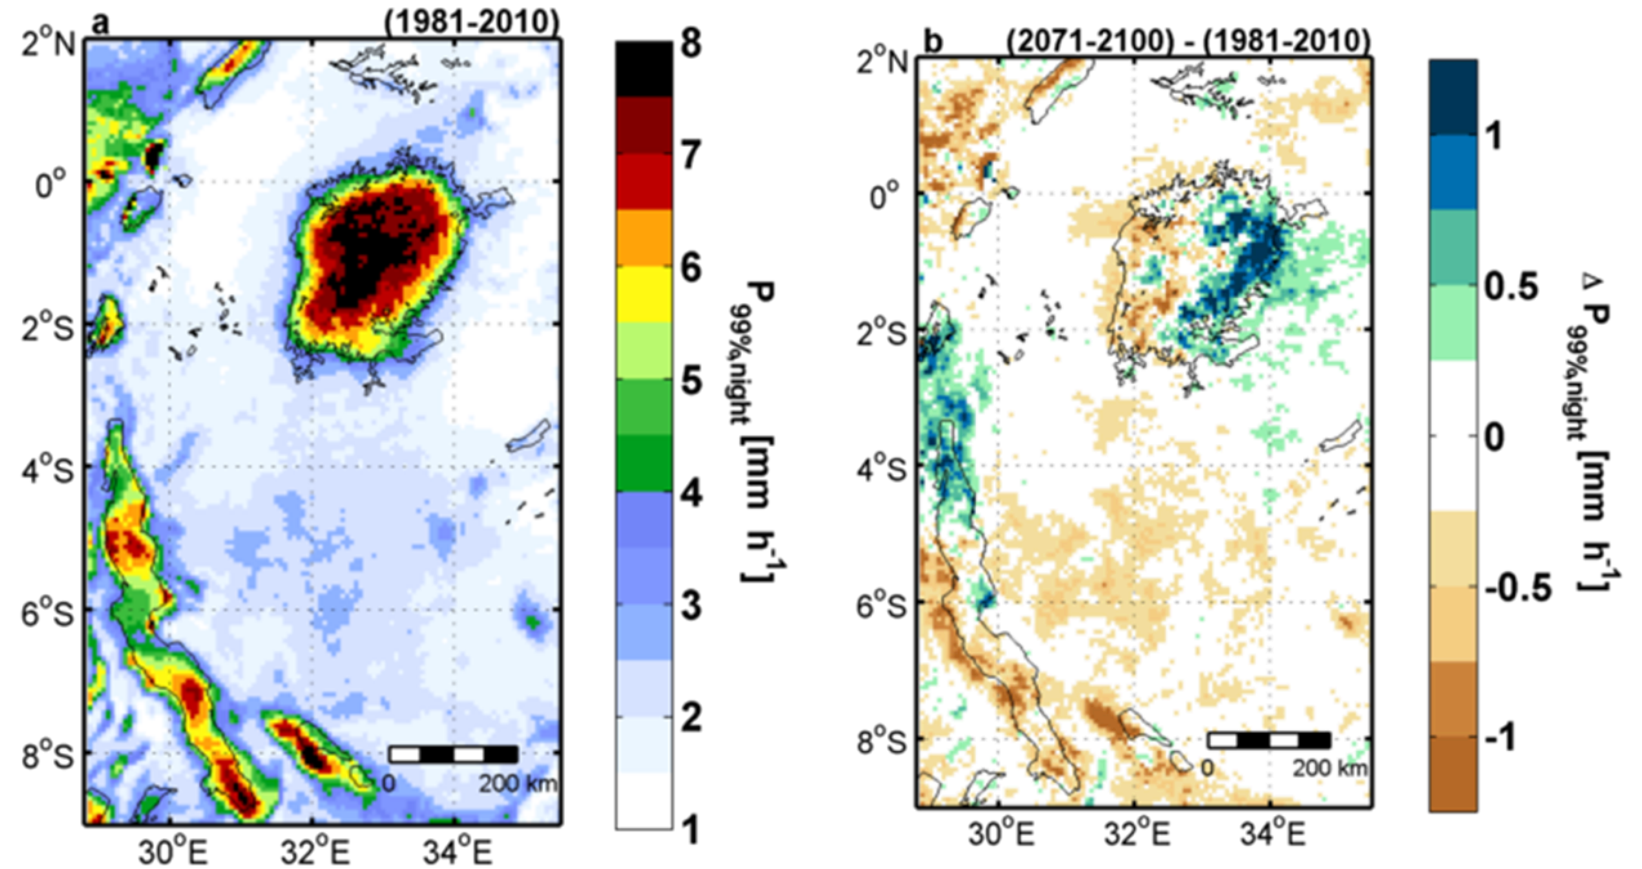 a (1981-2010)
2°N
0°
2°S
4°S
6°S
8°S
30°E 32°E 34°E
0 200 km
8
7
6
5
4
3
2
1
P99%,night [mm h-1]
b (2071-2100) - (1981-2010)
2°N
0°
2°S
4°S
6°S
8°S
30°E 32°E 34°E
0 200 km
1
0.5
0
-0.5
-1
Δ P99%,night [mm h-1]